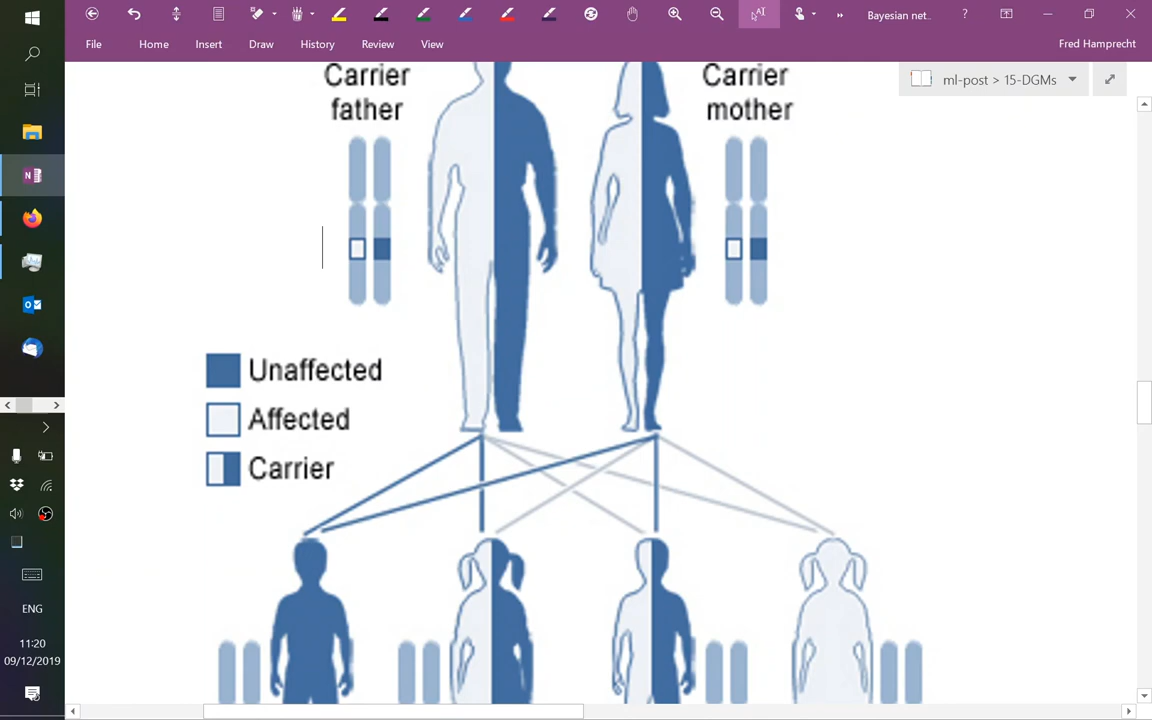 Bayesian net..
File
Home
Insert
Draw
History
Review
View
Fred Hamprecht
ml-post > 15-DGMs
Carrier
father
Carrier
mother
Unaffected
Affected
Carrier
ENG
11:20
09/12/2019